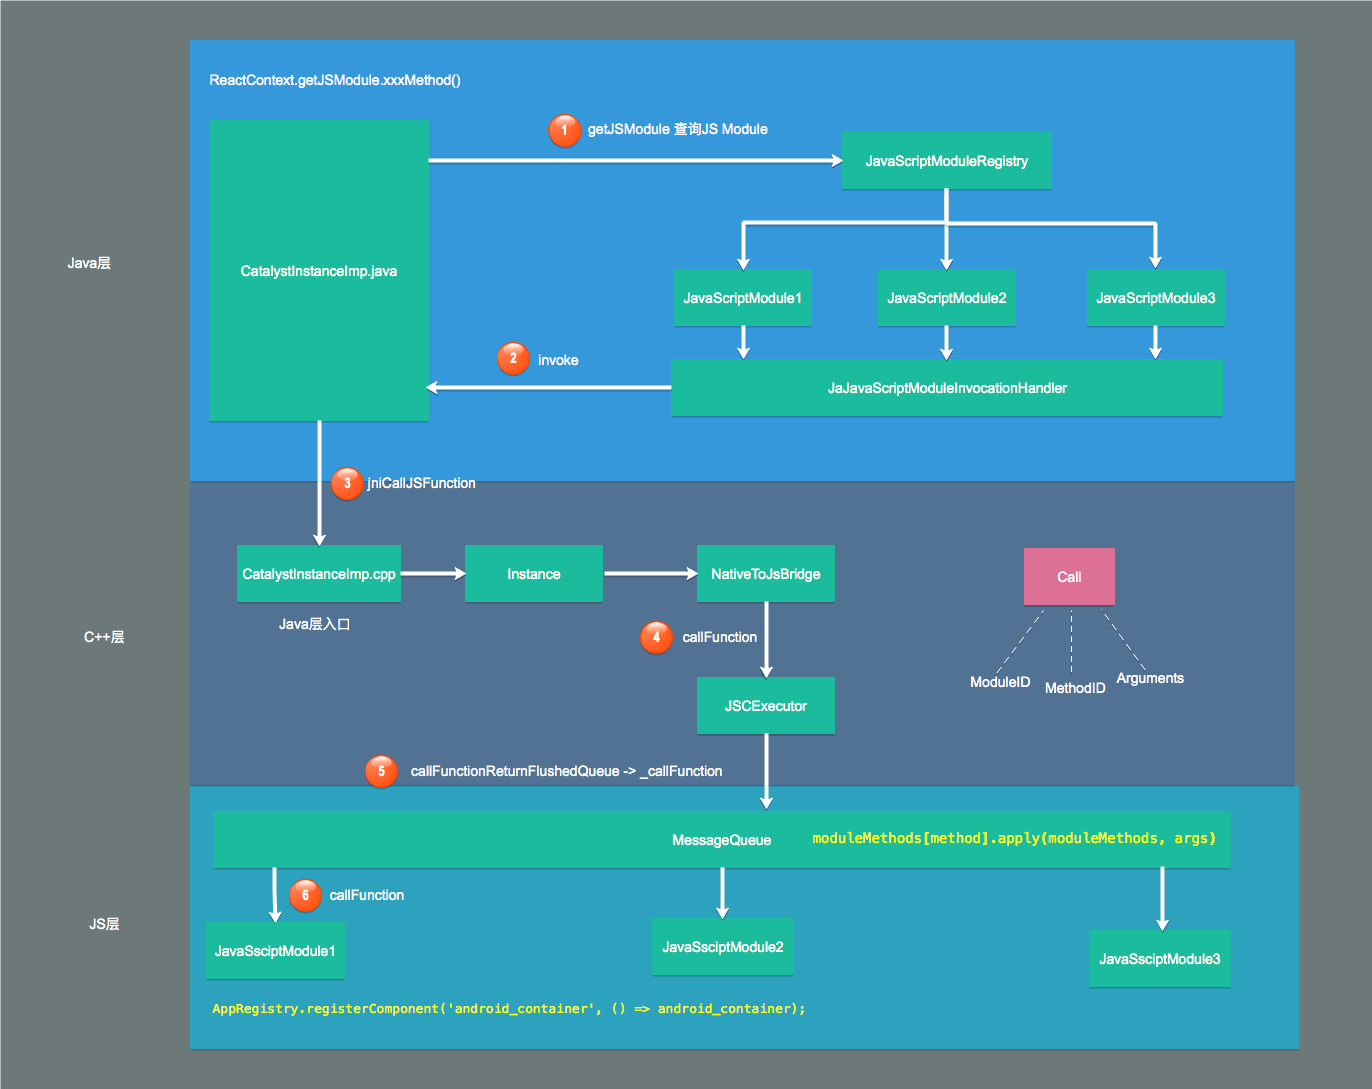 ReactContext.getJSModule.xxxMethod()
1 getJSModule 查询JS Module
JavaScriptModuleRegistry
Java层
CatalystInstanceImp.java
JavaScriptModule1
JavaScriptModule2
JavaScriptModule3
2 invoke
JaJavaScriptModuleInvocationHandler
3 jniCallJSFunction
CatalystInstanceImp.cpp
Instance
NativeToJsBridge
Call
Java层入口
C++层
4 callFunction
ModuleID
MethodID
Arguments
JSCExecutor
5 callFunctionReturnFlushedQueue -> _callFunction
MessageQueue
moduleMethods[method].apply(moduleMethods, args)
6 callFunction
JS层
JavaSsciptModule1
JavaSsciptModule2
JavaSsciptModule3
AppRegistry.registerComponent('android_container', () => android_container);